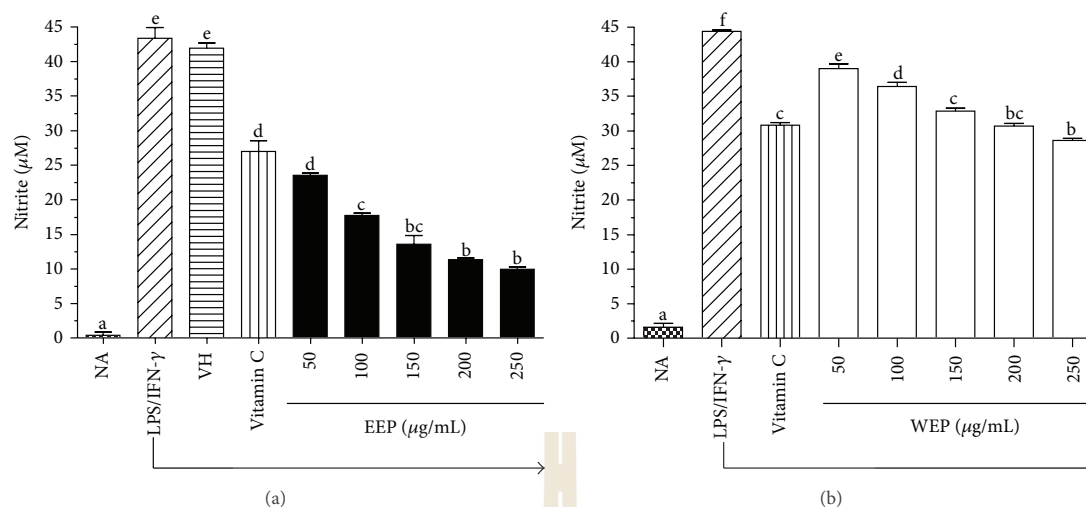 e
f
45
e
45
e
40
40
d
35
35
c
c
bc
30
d
30
b
Nitrite (µM)
25
d
Nitrite (µM)
25
20
c
20
15
bc
15
b
b
10
10
5
5
a
a
0
0
NA
LPS/IFN-γ
VH
Vitamin C
50
100
150
200
250
NA
LPS/IFN-γ
Vitamin C
50
100
150
200
250
EEP (µg/mL)
WEP (µg/mL)
(a)
(b)